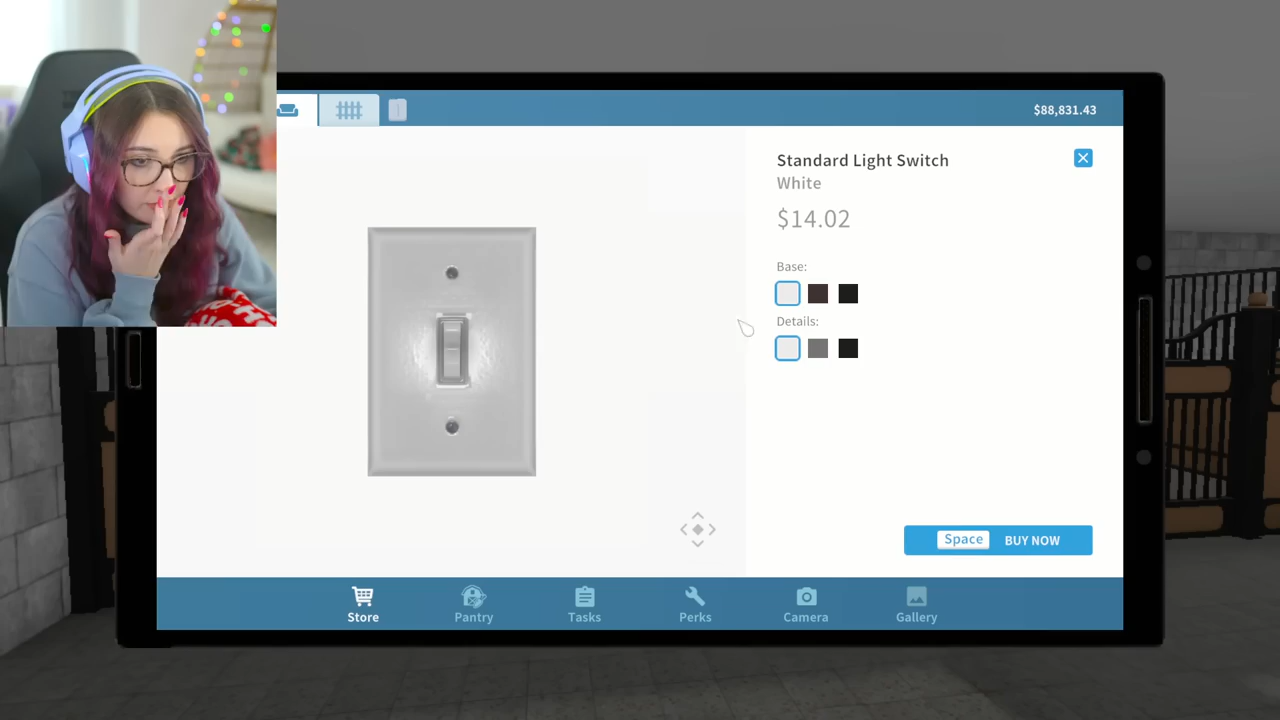 $88,831.43
Standard Light Switch
White
$14.02
Base:
Details:
Space BUY NOW
Store Pantry Tasks Perks Camera Gallery